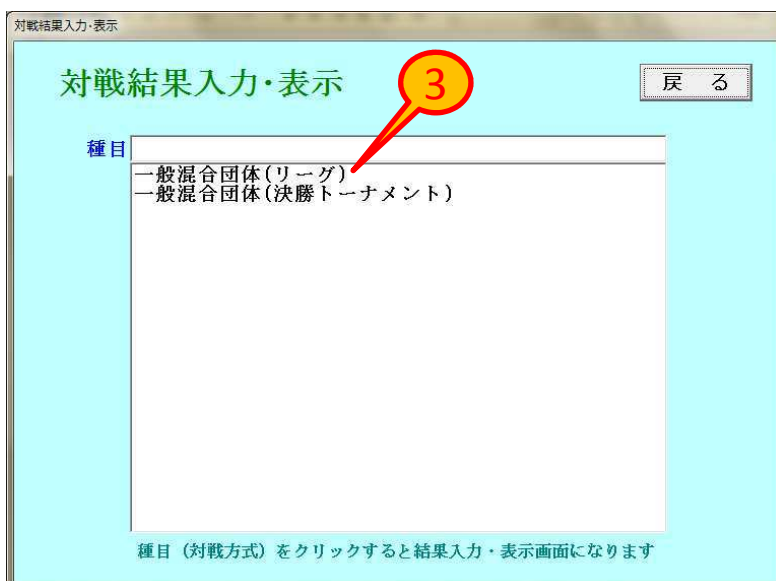 対戦結果入力･表示
対戦結果入力･表示
3
戻 る
種目
一般混合団体(リーグ)
一般混合団体(決勝トーナメント)
種目（対戦方式）をクリックすると結果入力・表示画面になります